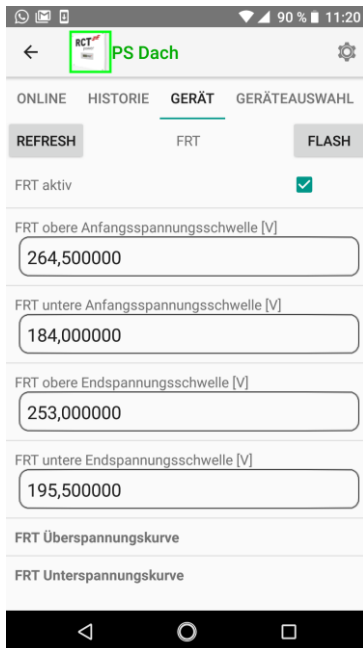 90 % 11:20
RCT PS Dach
ONLINE HISTORIE GERÄT GERÄTEAUSWAHL
REFRESH FRT FLASH
FRT aktiv
FRT obere Anfangsspannungsschwelle [V]
264,500000
FRT untere Anfangsspannungsschwelle [V]
184,000000
FRT obere Endspannungsschwelle [V]
253,000000
FRT untere Endspannungsschwelle [V]
195,500000
FRT Überspannungskurve
FRT Unterspannungskurve